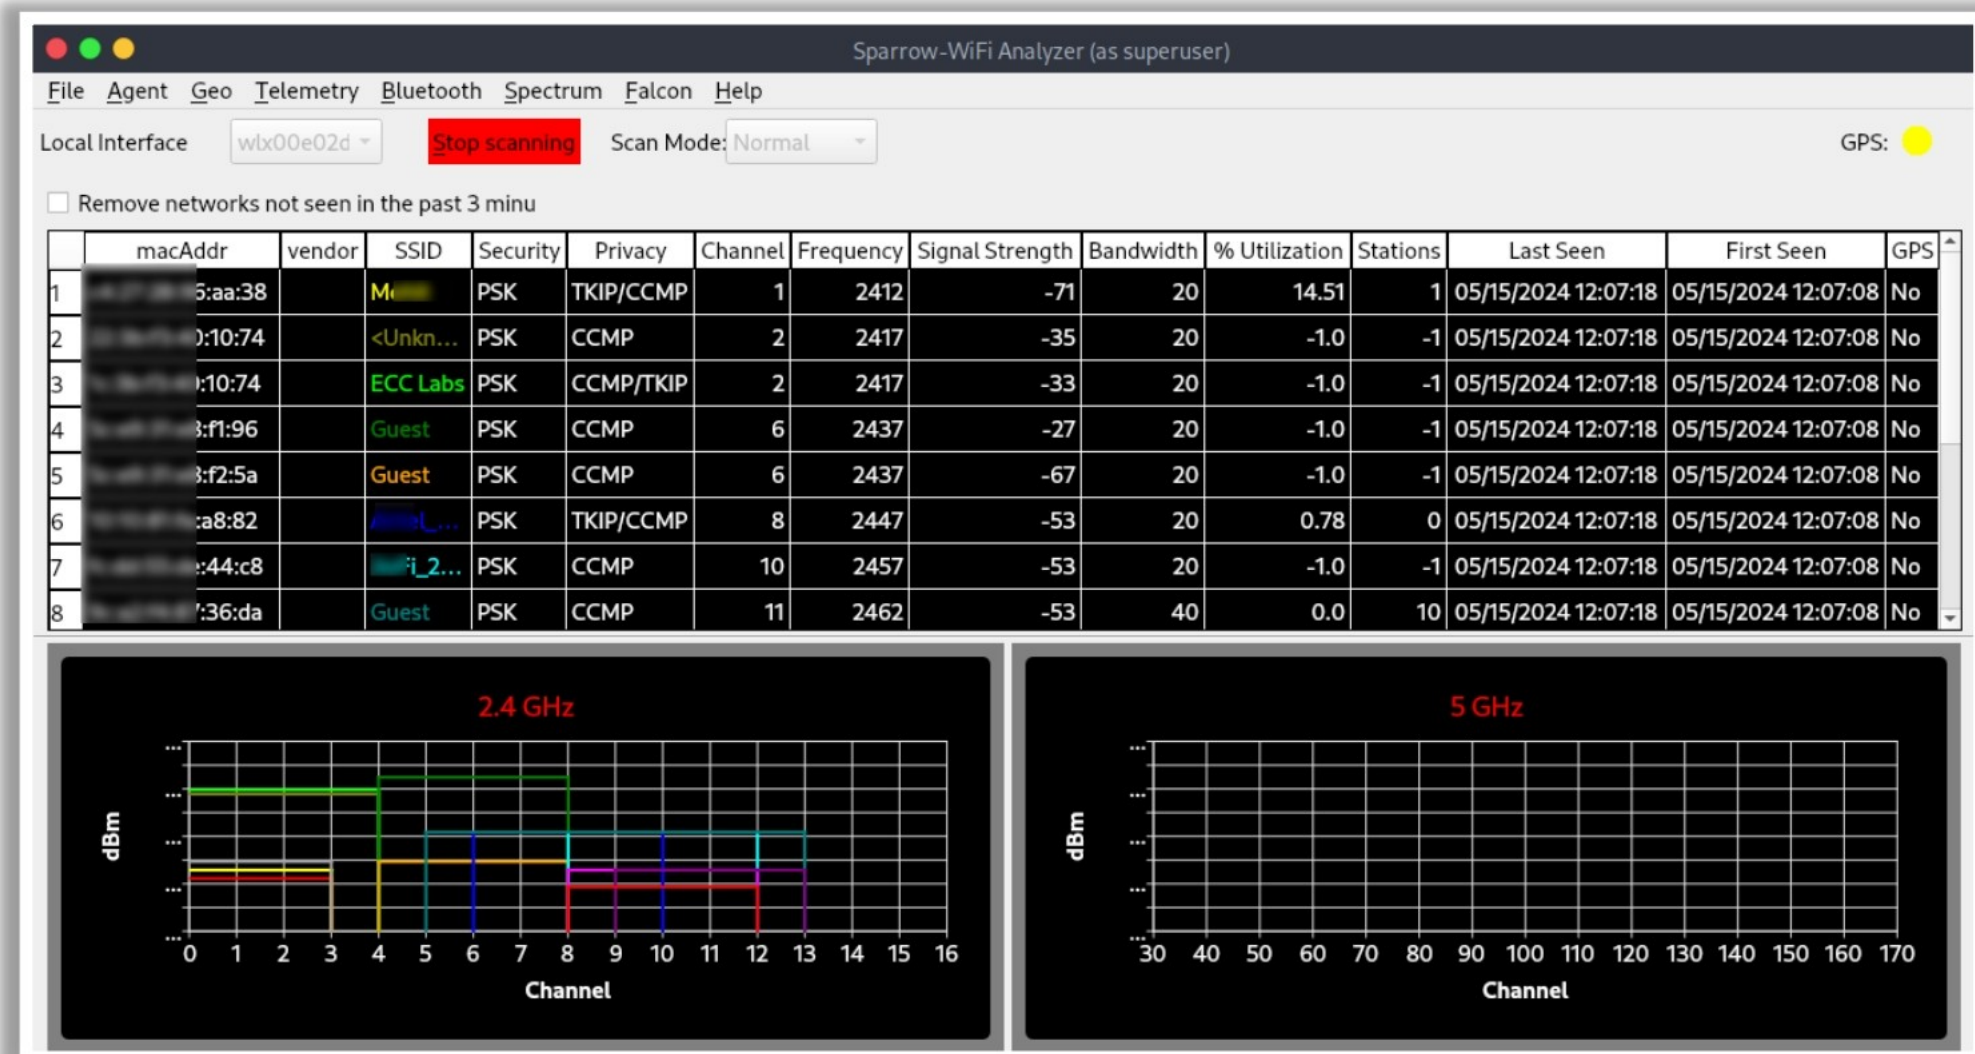 Sparrow-WiFi Analyzer (as superuser)
File Agent Geo Telemetry Bluetooth Spectrum Falcon Help
Local Interface wlx00e02d Stop scanning Scan Mode: Normal GPS:
Remove networks not seen in the past 3 minu
macAddr vendor SSID Security Privacy Channel Frequency Signal Strength Bandwidth % Utilization Stations Last Seen First Seen GPS
1 5:aa:38 PSK TKIP/CCMP 1 2412 -71 20 14.51 1 05/15/2024 12:07:18 05/15/2024 12:07:08 No
2 0:10:74 <Unkn... PSK CCMP 2 2417 -35 20 -1.0 -1 05/15/2024 12:07:18 05/15/2024 12:07:08 No
3 :10:74 ECC Labs PSK CCMP/TKIP 2 2417 -33 20 -1.0 -1 05/15/2024 12:07:18 05/15/2024 12:07:08 No
4 :f1:96 Guest PSK CCMP 6 2437 -27 20 -1.0 -1 05/15/2024 12:07:18 05/15/2024 12:07:08 No
5 :f2:5a Guest PSK CCMP 6 2437 -67 20 -1.0 -1 05/15/2024 12:07:18 05/15/2024 12:07:08 No
6 :a8:82 PSK TKIP/CCMP 8 2447 -53 20 0.78 0 05/15/2024 12:07:18 05/15/2024 12:07:08 No
7 :44:c8 i_2... PSK CCMP 10 2457 -53 20 -1.0 -1 05/15/2024 12:07:18 05/15/2024 12:07:08 No
8 :36:da Guest PSK CCMP 11 2462 -53 40 0.0 10 05/15/2024 12:07:18 05/15/2024 12:07:08 No
2.4 GHz
... ... ... ... ...
dBm
0 1 2 3 4 5 6 7 8 9 10 11 12 13 14 15 16
Channel
5 GHz
... ... ... ... ...
dBm
30 40 50 60 70 80 90 100 110 120 130 140 150 160 170
Channel